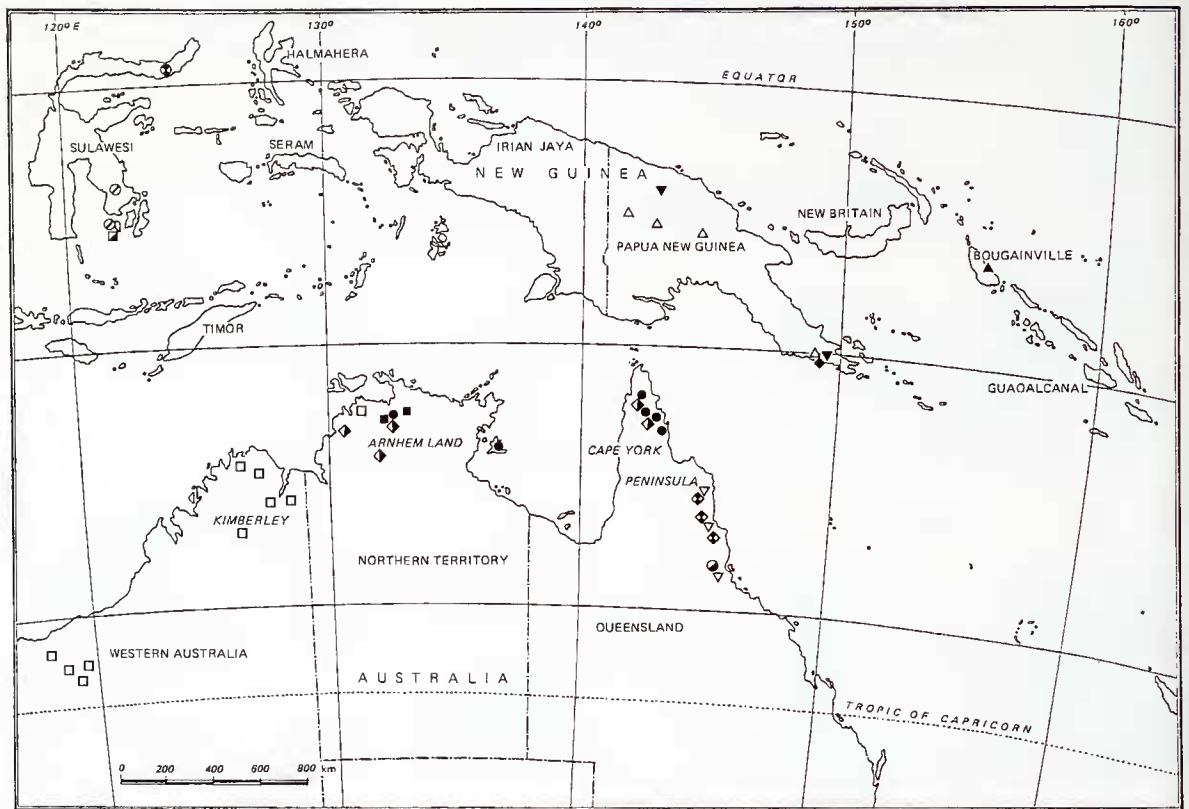 120° E 130° 140° 150° 160°
HALMAHERA
EQUATOR
SULAWESI
SERAM
IRIAN JAYA
NEW GUINEA
NEW BRITAIN
PAPUA NEW GUINEA
BOUGAINVILLE
TIMOR
GUAOALCANAL
ARNHEM LAND
CAPE YORK
PENINSULA
KIMBERLEY
NORTHERN TERRITORY
OUEENSLAND
WESTERN AUSTRALIA
AUSTRALIA
TROPIC OF CAPRICORN
0 200 400 600 800 km